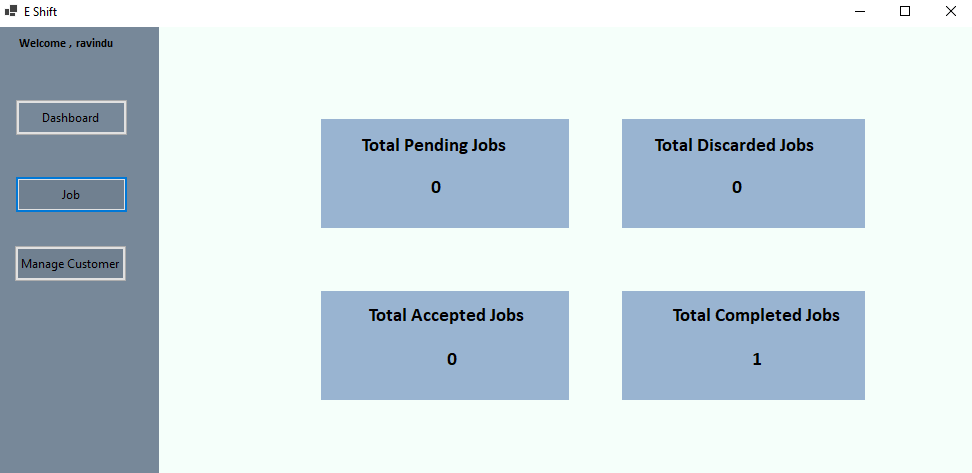 E Shift
Welcome , ravindu
Dashboard
Job
Manage Customer
Total Pending Jobs
0
Total Discarded Jobs
0
Total Accepted Jobs
0
Total Completed Jobs
1